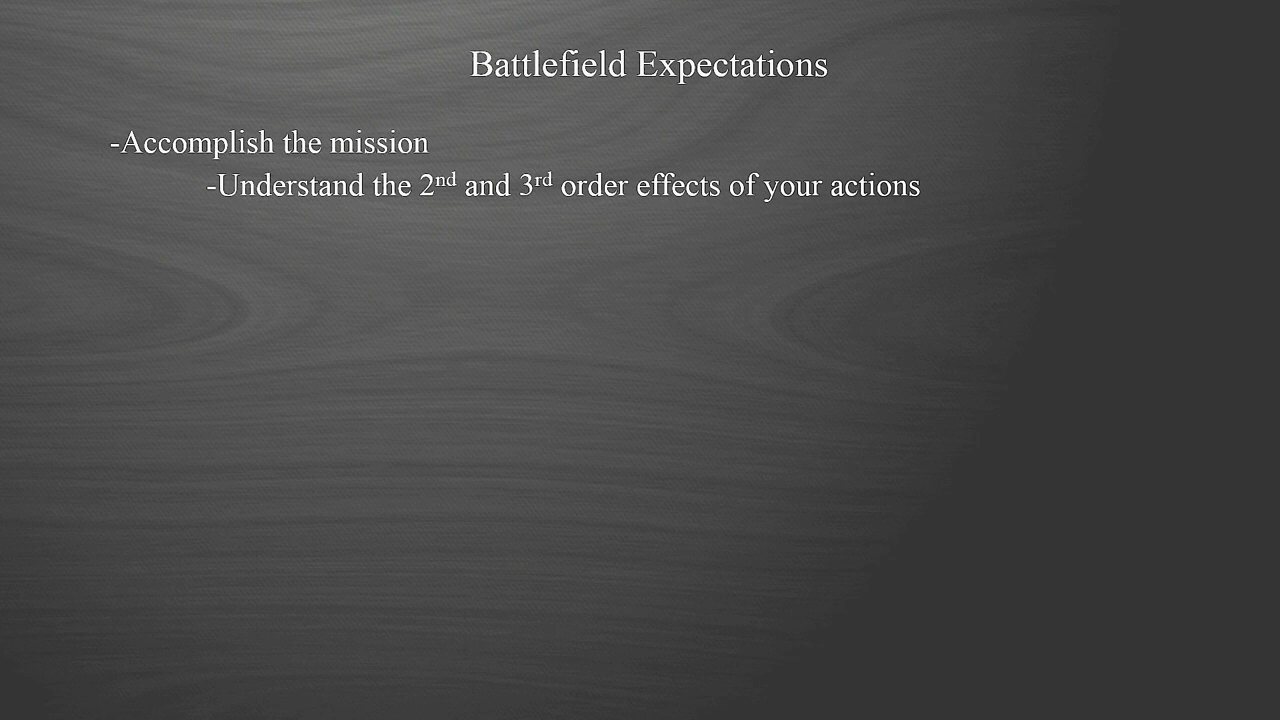 Battlefield Expectations
-Accomplish the mission
-Understand the 2nd and 3rd order effects of your actions